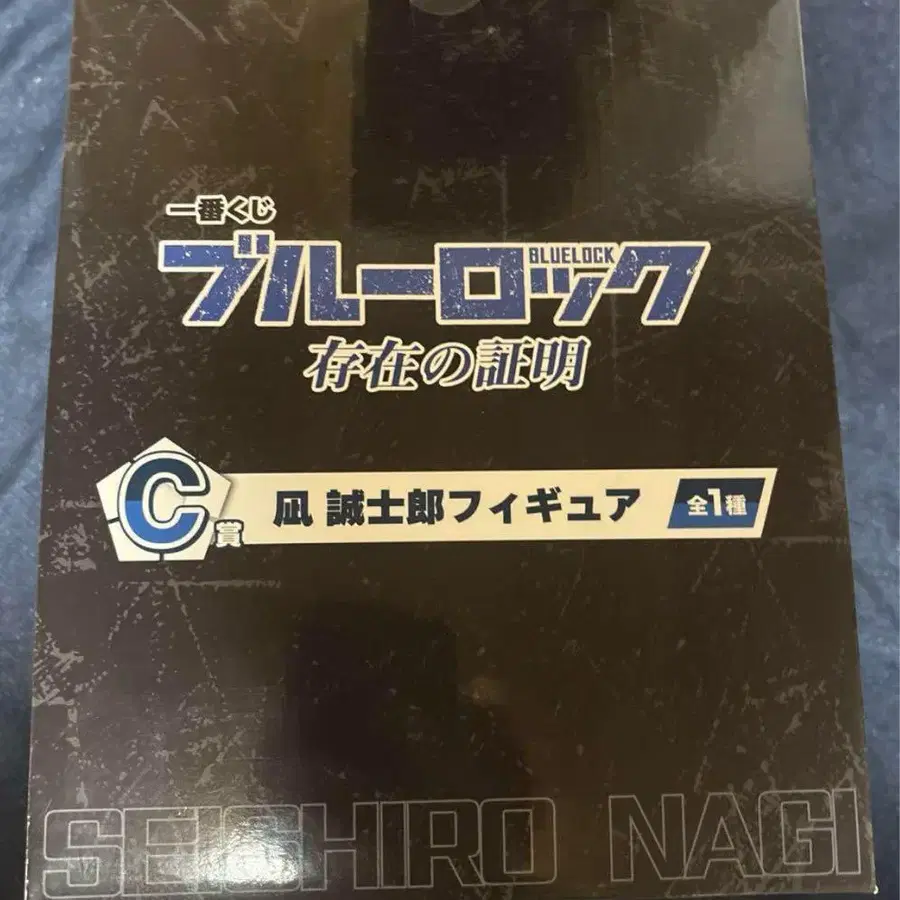 一番くじ
ブルーロック
BLUELOCK
存在の証明
C賞
凪 誠士郎フィギュア
全1種
SEISHIRO NAGI